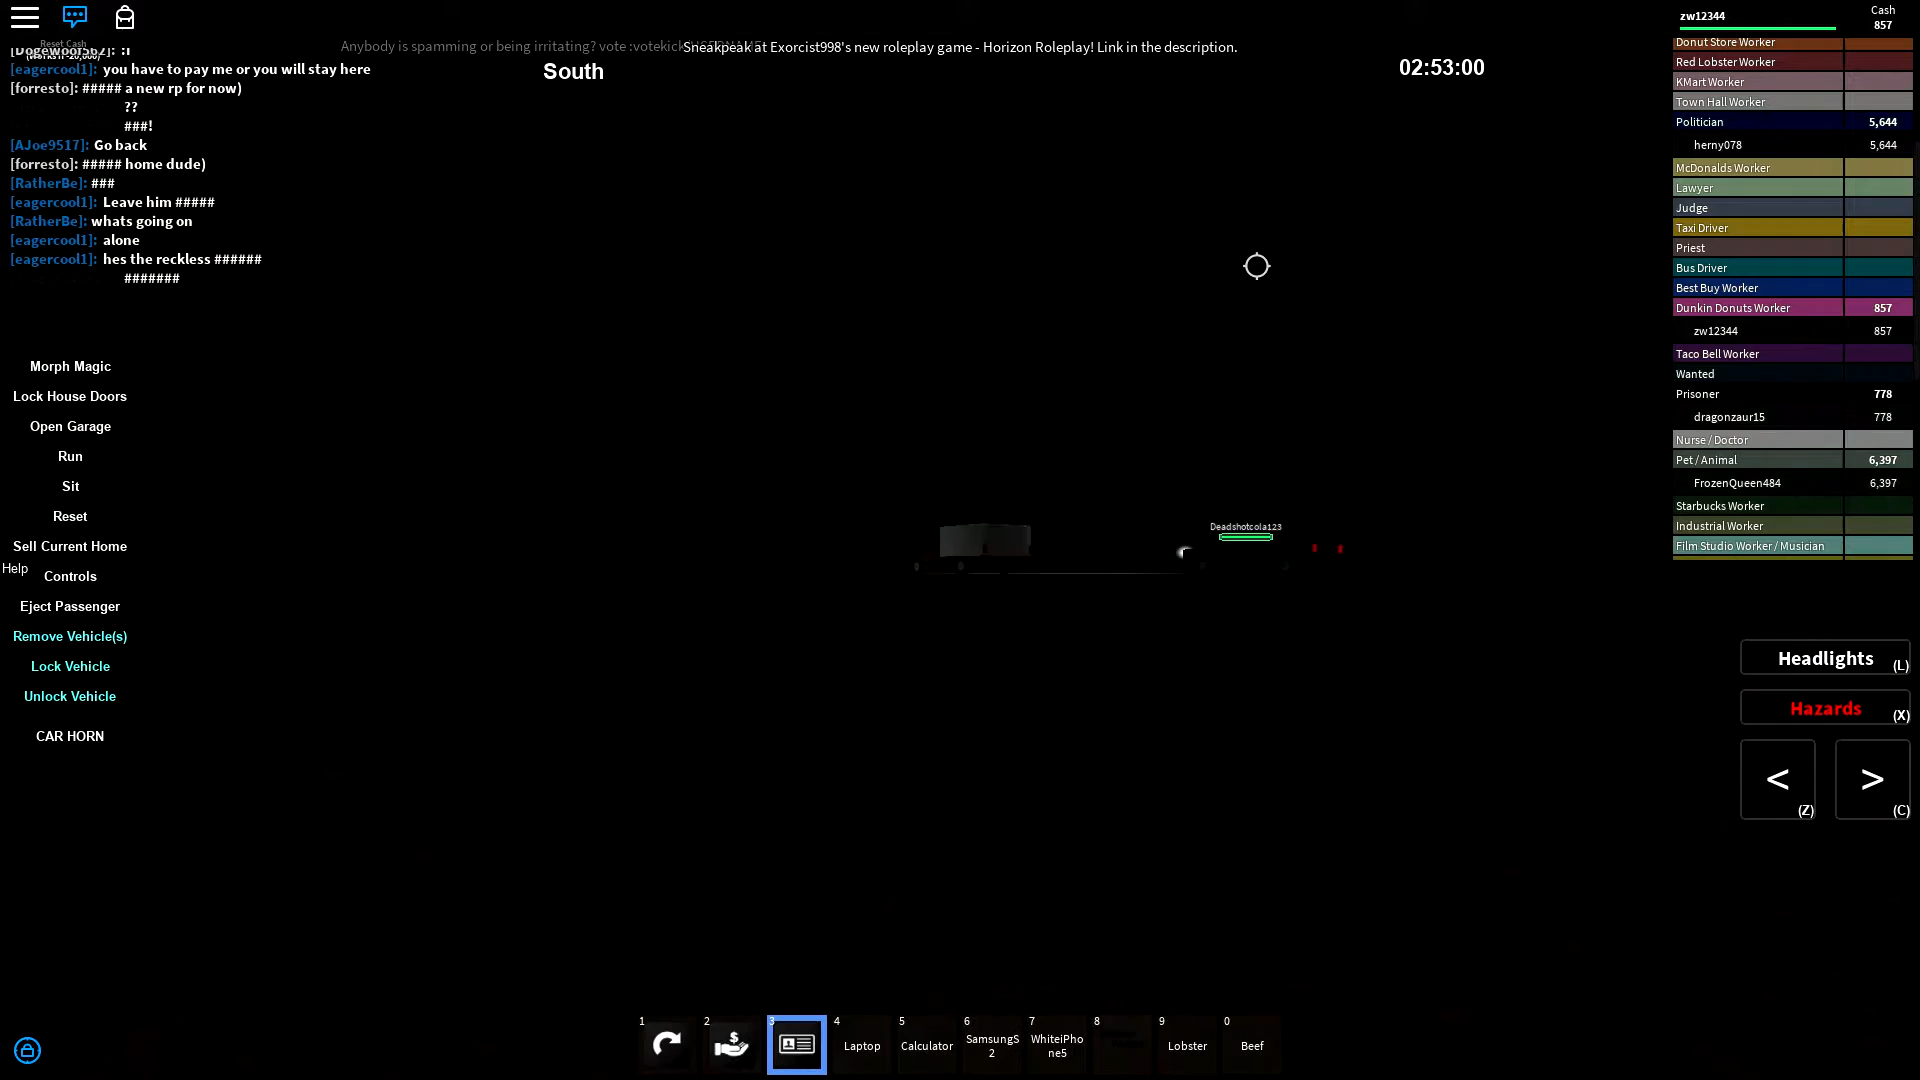 zw12344
Cash
857
Reset Cash
Anybody is spamming or being irritating? vote :votekick
Sneakpeak at Exorcist998's new roleplay game - Horizon Roleplay! Link in the description.
South
02:53:00
[Dogewoof562]: :I
[eagercool1]: you have to pay me or you will stay here
[forresto]: ##### a new rp for now)
??
###!
[AJoe9517]: Go back
[forresto]: ##### home dude)
[RatherBe]: ###
[eagercool1]: Leave him #####
[RatherBe]: whats going on
[eagercool1]: alone
[eagercool1]: hes the reckless ######
#######
Morph Magic
Lock House Doors
Open Garage
Run
Sit
Reset
Sell Current Home
Help
Controls
Eject Passenger
Remove Vehicle(s)
Lock Vehicle
Unlock Vehicle
CAR HORN
Deadshotcola123
Donut Store Worker
Red Lobster Worker
KMart Worker
Town Hall Worker
Politician 5,644
herny078 5,644
McDonalds Worker
Lawyer
Judge
Taxi Driver
Priest
Bus Driver
Best Buy Worker
Dunkin Donuts Worker 857
zw12344 857
Taco Bell Worker
Wanted
Prisoner 778
dragonzaur15 778
Nurse / Doctor
Pet / Animal 6,397
FrozenQueen484 6,397
Starbucks Worker
Industrial Worker
Film Studio Worker / Musician
Headlights (L)
Hazards (X)
< (Z)
> (C)
1
2
3
4 Laptop
5 Calculator
6 SamsungS
2
7 WhiteiPho
ne5
8
9 Lobster
0 Beef